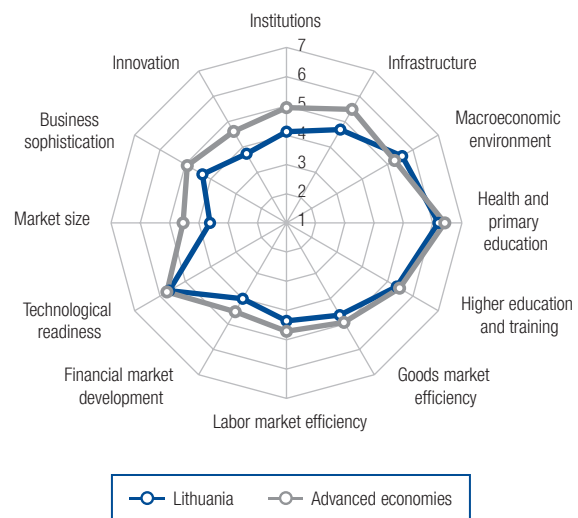 Institutions
Infrastructure
Macroeconomic
environment
Health and
primary
education
Higher education
and training
Goods market
efficiency
Labor market efficiency
Financial market
development
Technological
readiness
Market size
Business
sophistication
Innovation
7
6
5
4
3
2
1
Lithuania
Advanced economies